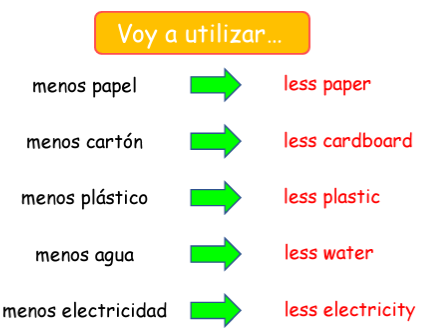 Voy a utilizar...
menos papel less paper
menos cartón less cardboard
menos plástico less plastic
menos agua less water
menos electricidad less electricity